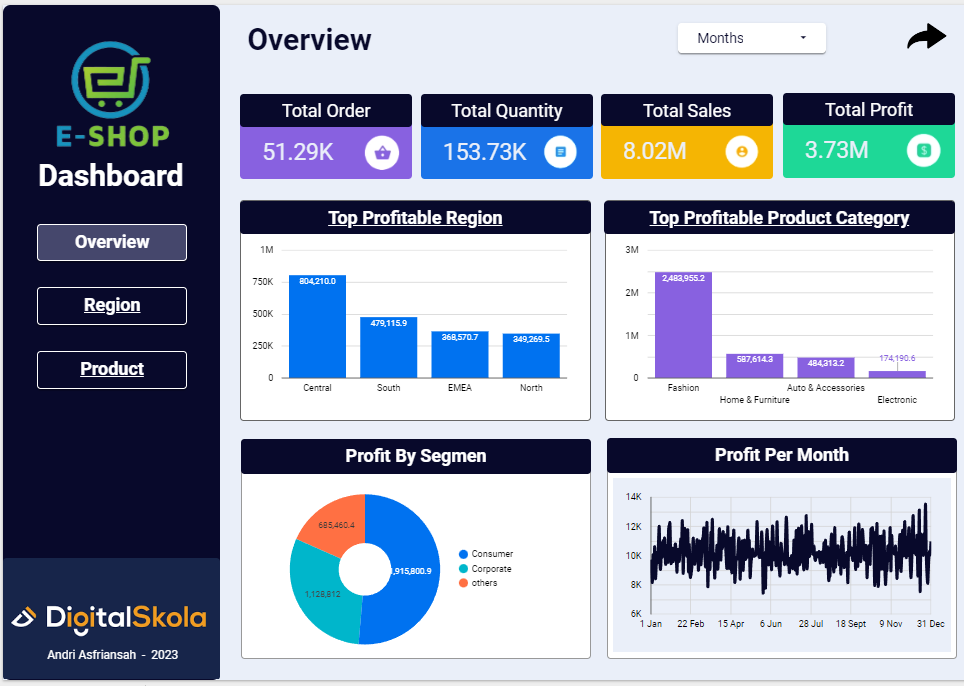 E-SHOP
Dashboard
Overview
Region
Product
DigitalSkola
Andri Asfriansah - 2023
Overview
Months
Total Order
51.29K
Total Quantity
153.73K
Total Sales
8.02M
Total Profit
3.73M
Top Profitable Region
1M
750K
500K
250K
0
804,210.0
479,115.9
368,570.7
349,269.5
Central South EMEA North
Top Profitable Product Category
3M
2M
1M
0
2,483,955.2
587,614.3
484,313.2
174,190.6
Fashion Auto & Accessories
Home & Furniture Electronic
Profit By Segmen
685,460.4
,915,800.9
1,128,812
Consumer
Corporate
others
Profit Per Month
14K
12K
10K
8K
6K
1 Jan 22 Feb 15 Apr 6 Jun 28 Jul 18 Sept 9 Nov 31 Dec